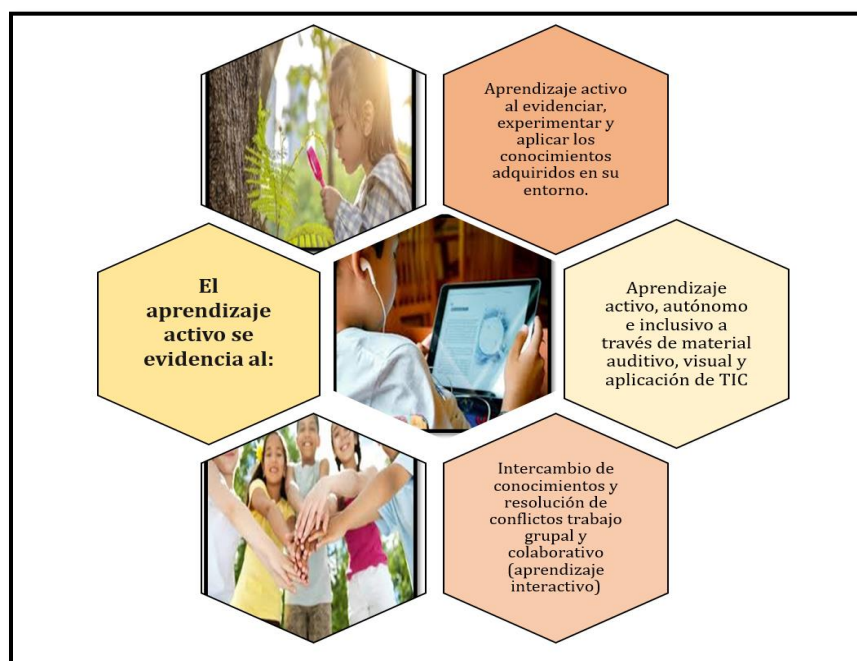 Aprendizaje activo
al evidenciar,
experimentar y
aplicar los
conocimientos
adquiridos en su
entorno.
El
aprendizaje
activo se
evidencia al:
Aprendizaje
activo, autónomo
e inclusivo a
través de material
auditivo, visual y
aplicación de TIC
Intercambio de
conocimientos y
resolución de
conflictos trabajo
grupal y
colaborativo
(aprendizaje
interactivo)